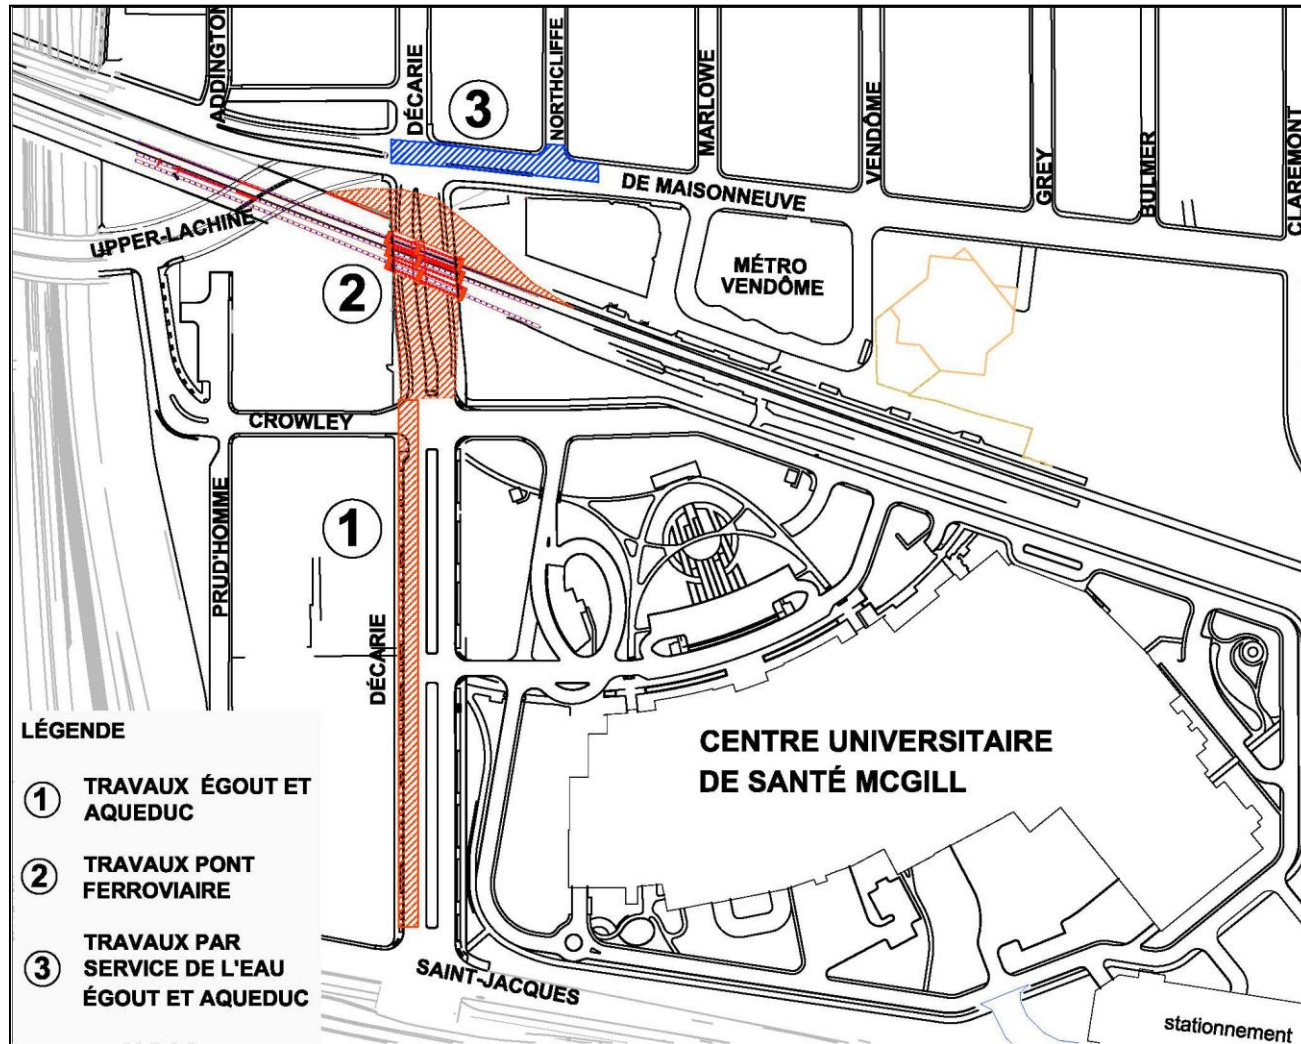 ADDINGTON
DÉCARIE
3
NORTHCLIFFE
MARLOWE
VENDÔME
GREY
BULMER
CLAREMONT
DE MAISONNEUVE
UPPER-LACHINE
MÉTRO
VENDÔME
2
CROWLEY
PRUD'HOMME
1
DÉCARIE
CENTRE UNIVERSITAIRE
DE SANTÉ MCGILL
SAINT-JACQUES
stationnement
LÉGENDE
1 TRAVAUX ÉGOUT ET
AQUEDUC
2 TRAVAUX PONT
FERROVIAIRE
3 TRAVAUX PAR
SERVICE DE L'EAU
ÉGOUT ET AQUEDUC